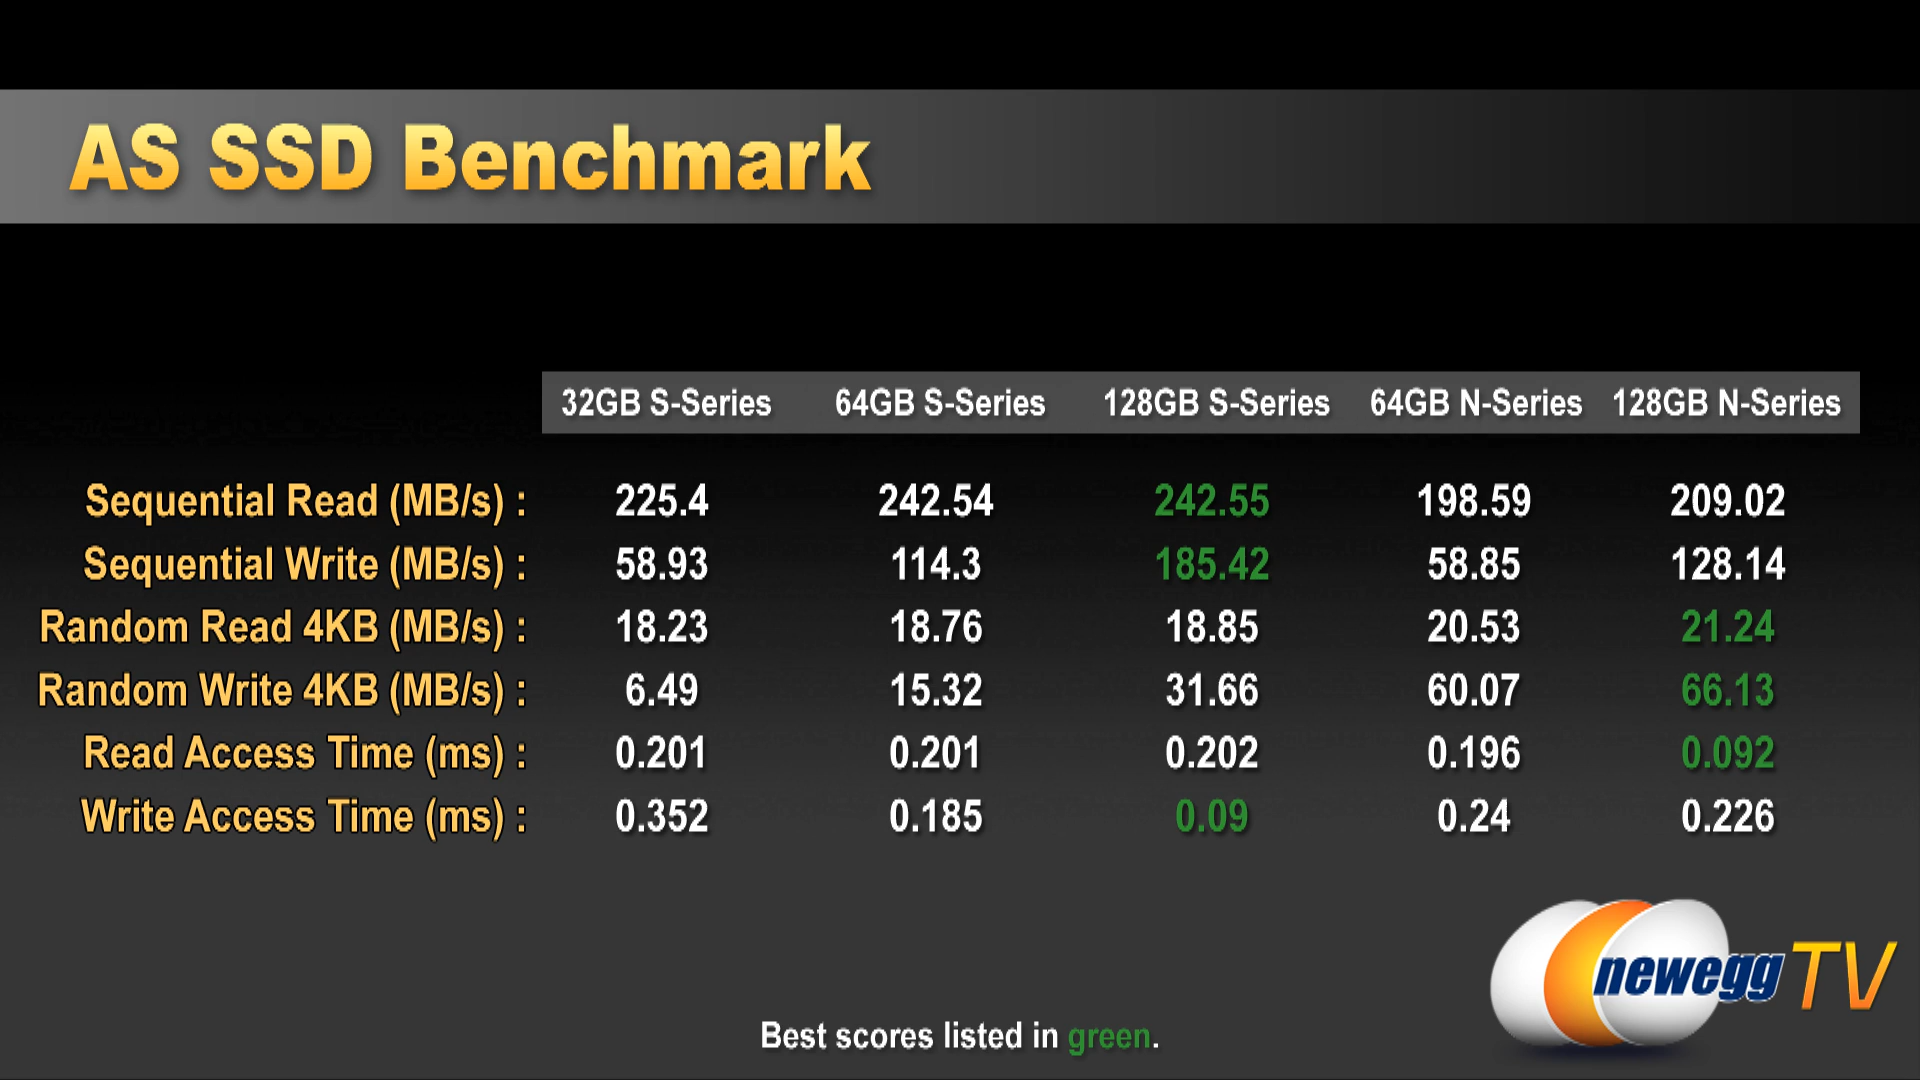 AS SSD Benchmark
32GB S-Series 64GB S-Series 128GB S-Series 64GB N-Series 128GB N-Series
Sequential Read (MB/s) : 225.4 242.54 242.55 198.59 209.02
Sequential Write (MB/s) : 58.93 114.3 185.42 58.85 128.14
Random Read 4KB (MB/s) : 18.23 18.76 18.85 20.53 21.24
Random Write 4KB (MB/s) : 6.49 15.32 31.66 60.07 66.13
Read Access Time (ms) : 0.201 0.201 0.202 0.196 0.092
Write Access Time (ms) : 0.352 0.185 0.09 0.24 0.226
newegg TV
Best scores listed in green.